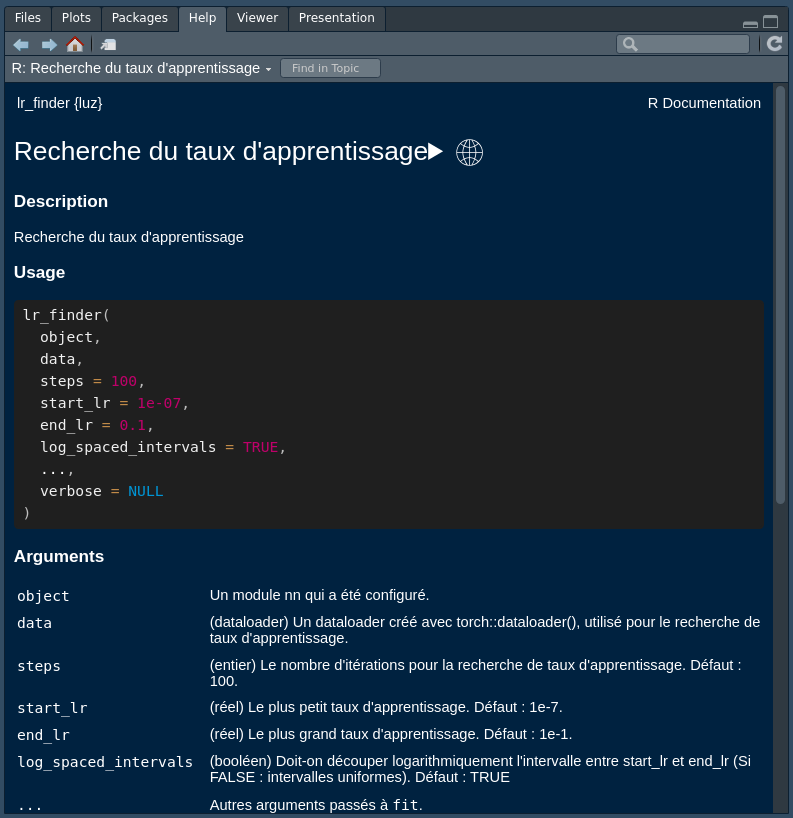 Files Plots Packages Help Viewer Presentation
R: Recherche du taux d'apprentissage Find in Topic
lr_finder {luz} R Documentation
Recherche du taux d'apprentissage
Description
Recherche du taux d'apprentissage
Usage
lr_finder(
  object,
  data,
  steps = 100,
  start_lr = 1e-07,
  end_lr = 0.1,
  log_spaced_intervals = TRUE,
  ...,
  verbose = NULL
)
Arguments
object Un module nn qui a été configuré.
data (dataloader) Un dataloader créé avec torch::dataloader(), utilisé pour le recherche de
taux d'apprentissage.
steps (entier) Le nombre d'itérations pour la recherche de taux d'apprentissage. Défaut :
100.
start_lr (réel) Le plus petit taux d'apprentissage. Défaut : 1e-7.
end_lr (réel) Le plus grand taux d'apprentissage. Défaut : 1e-1.
log_spaced_intervals (booléen) Doit-on découper logarithmiquement l'intervalle entre start_lr et end_lr (Si
FALSE : intervalles uniformes). Défaut : TRUE
... Autres arguments passés à fit.